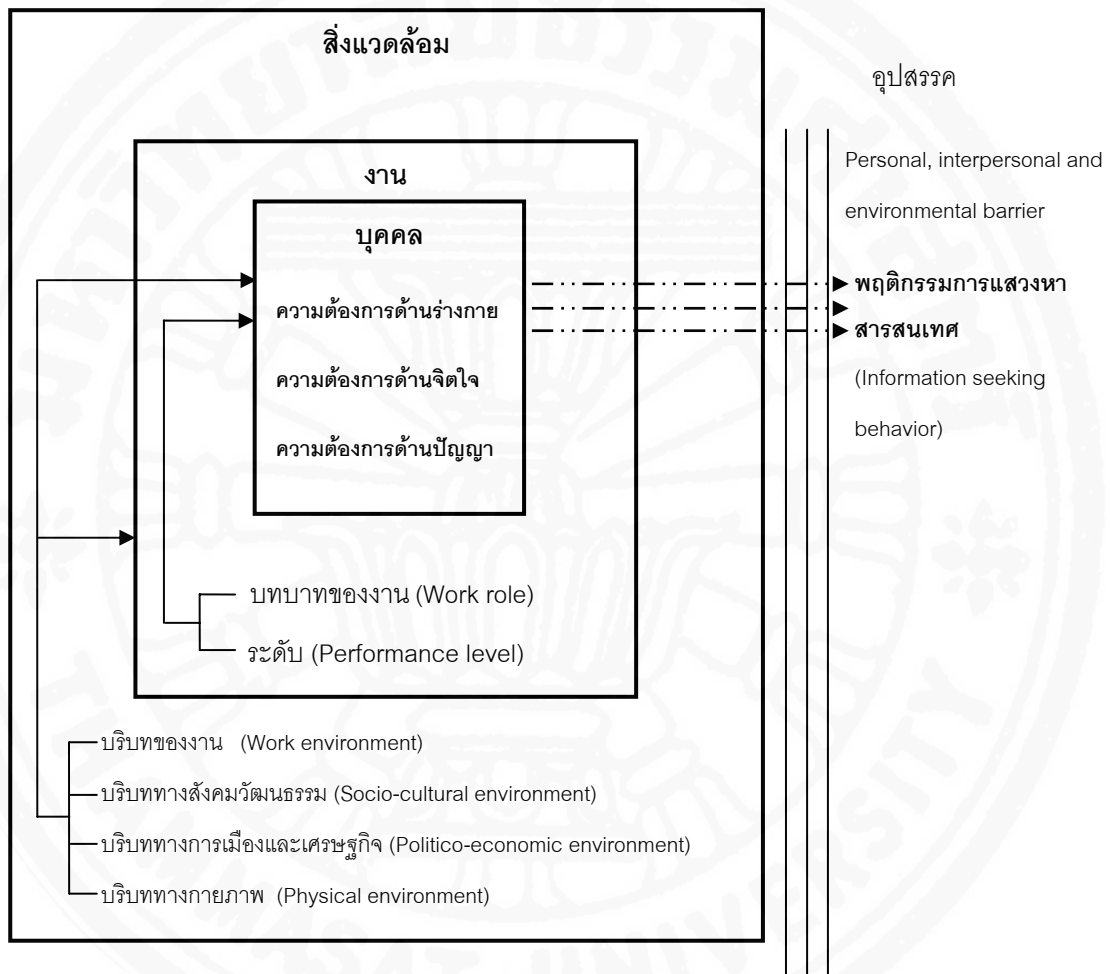 สิ่งแวดล้อม
อุปสรรค
Personal, interpersonal and
environmental barrier
งาน
บุคคล
ความต้องการด้านร่างกาย
ความต้องการด้านจิตใจ
ความต้องการด้านปัญญา
พฤติกรรมการแสวงหา
สารสนเทศ
(Information seeking
behavior)
บทบาทของงาน (Work role)
ระดับ (Performance level)
บริบทของงาน (Work environment)
บริบททางสังคมวัฒนธรรม (Socio-cultural environment)
บริบททางการเมืองและเศรษฐกิจ (Politico-economic environment)
บริบททางกายภาพ (Physical environment)